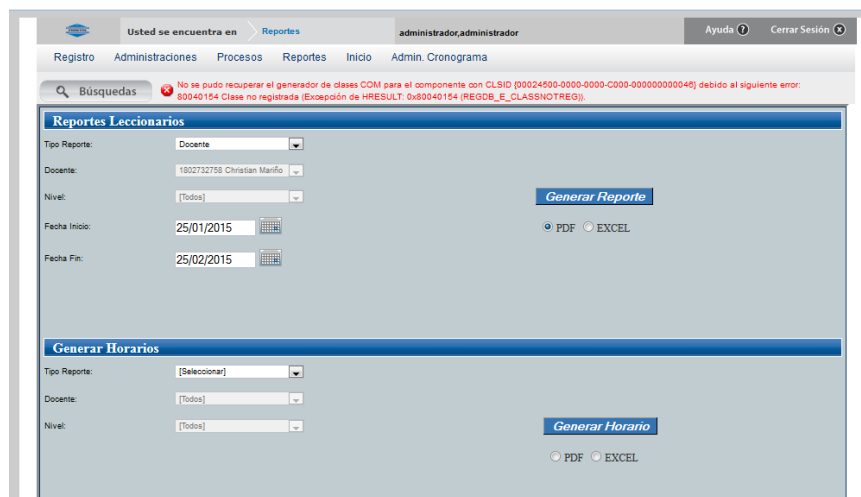 Usted se encuentra en Reportes administrador,administrador Ayuda ? Cerrar Sesión X
Registro Administraciones Procesos Reportes Inicio Admin. Cronograma
Búsquedas
No se pudo recuperar el generador de clases COM para el componente con CLSID {00024500-0000-0000-C000-000000000046} debido al siguiente error:
80040154 Clase no registrada (Excepción de HRESULT: 0x80040154 (REGDB_E_CLASSNOTREG)).
Reportes Leccionarios
Tipo Reporte: Docente
Docente: 1802732758 Christian Mariño
Nivel: [Todos]
Generar Reporte
Fecha Inicio: 25/01/2015
PDF EXCEL
Fecha Fin: 25/02/2015
Generar Horarios
Tipo Reporte: [Seleccionar]
Docente: [Todos]
Nivel: [Todos]
Generar Horario
PDF EXCEL